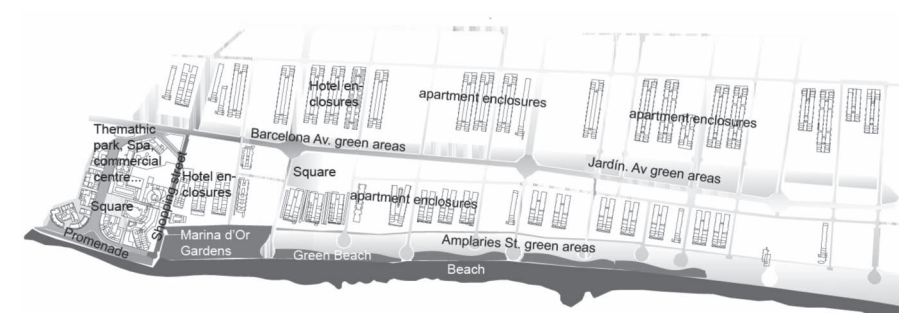 Hotel en-
closures
apartment enclosures
apartment enclosures
Themathic
park, Spa,
commercial
centre...
Barcelona Av. green areas
Jardín. Av green areas
Shopping street
Hotel en-
closures
Square
apartment enclosures
Square
Promenade
Marina d'Or
Gardens
Green Beach
Amplaries St. green areas
Beach